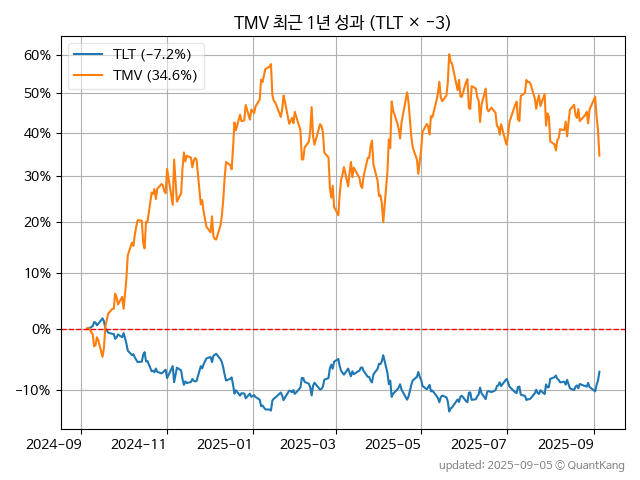 TMV 최근 1년 성과 (TLT × −3)
TLT (−7.2%)
TMV (34.6%)
60%
50%
40%
30%
20%
10%
0%
−10%
2024-09 2024-11 2025-01 2025-03 2025-05 2025-07 2025-09
updated: 2025-09-05 © QuantKang